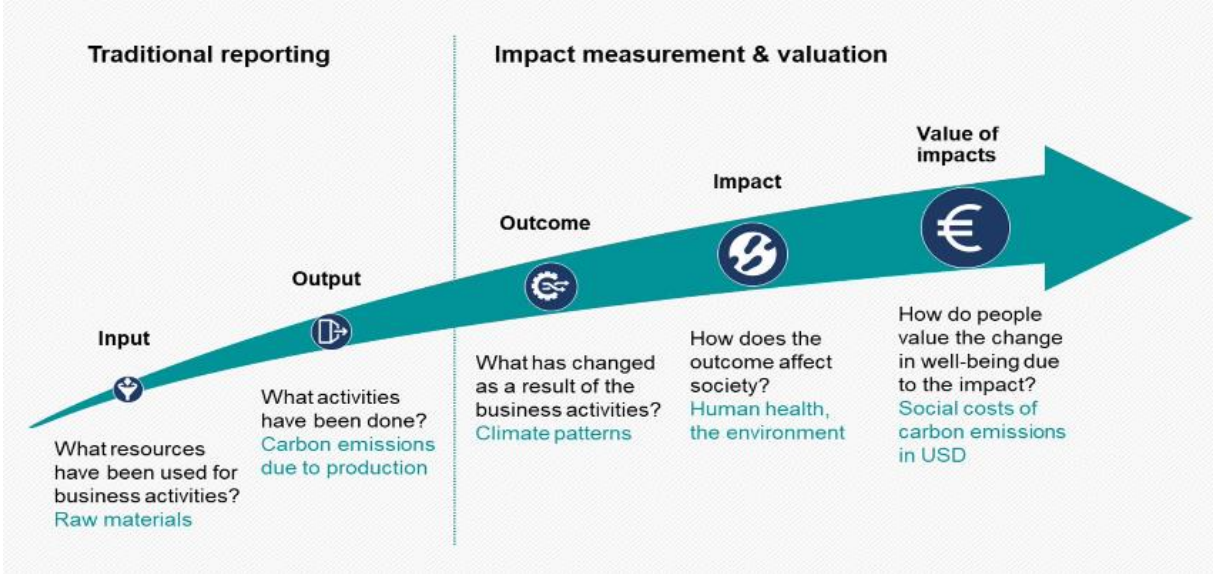 Traditional reporting
Impact measurement & valuation
Input
What resources
have been used for
business activities?
Raw materials
Output
What activities
have been done?
Carbon emissions
due to production
Outcome
What has changed
as a result of the
business activities?
Climate patterns
Impact
How does the
outcome affect
society?
Human health,
the environment
Value of
impacts
€
How do people
value the change
in well-being due
to the impact?
Social costs of
carbon emissions
in USD